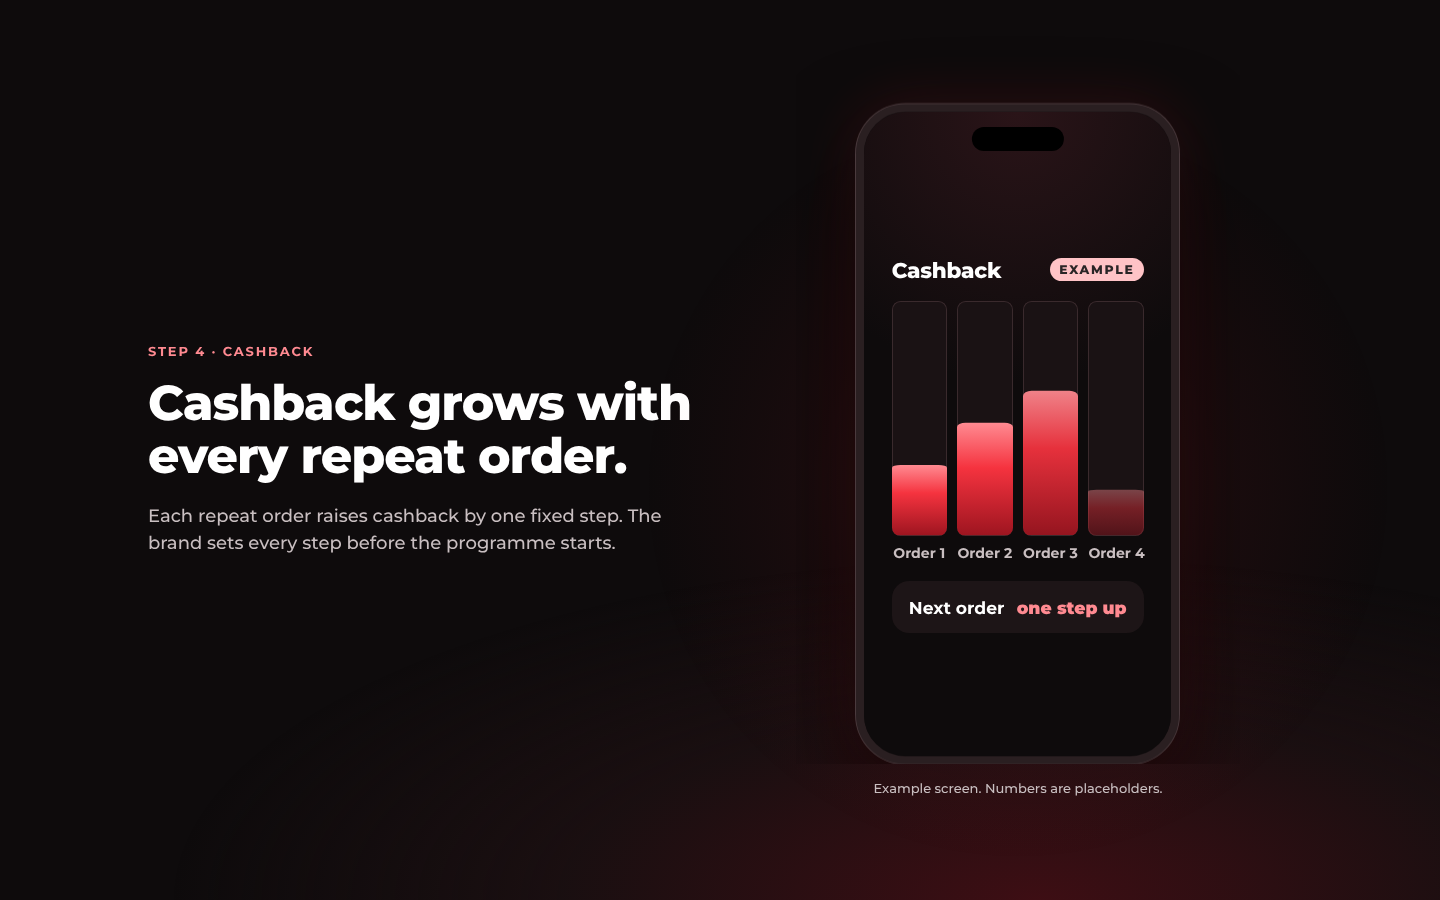 STEP 4 · CASHBACK
Cashback grows with
every repeat order.
Each repeat order raises cashback by one fixed step. The
brand sets every step before the programme starts.
Cashback
EXAMPLE
Order 1
Order 2
Order 3
Order 4
Next order one step up
Example screen. Numbers are placeholders.